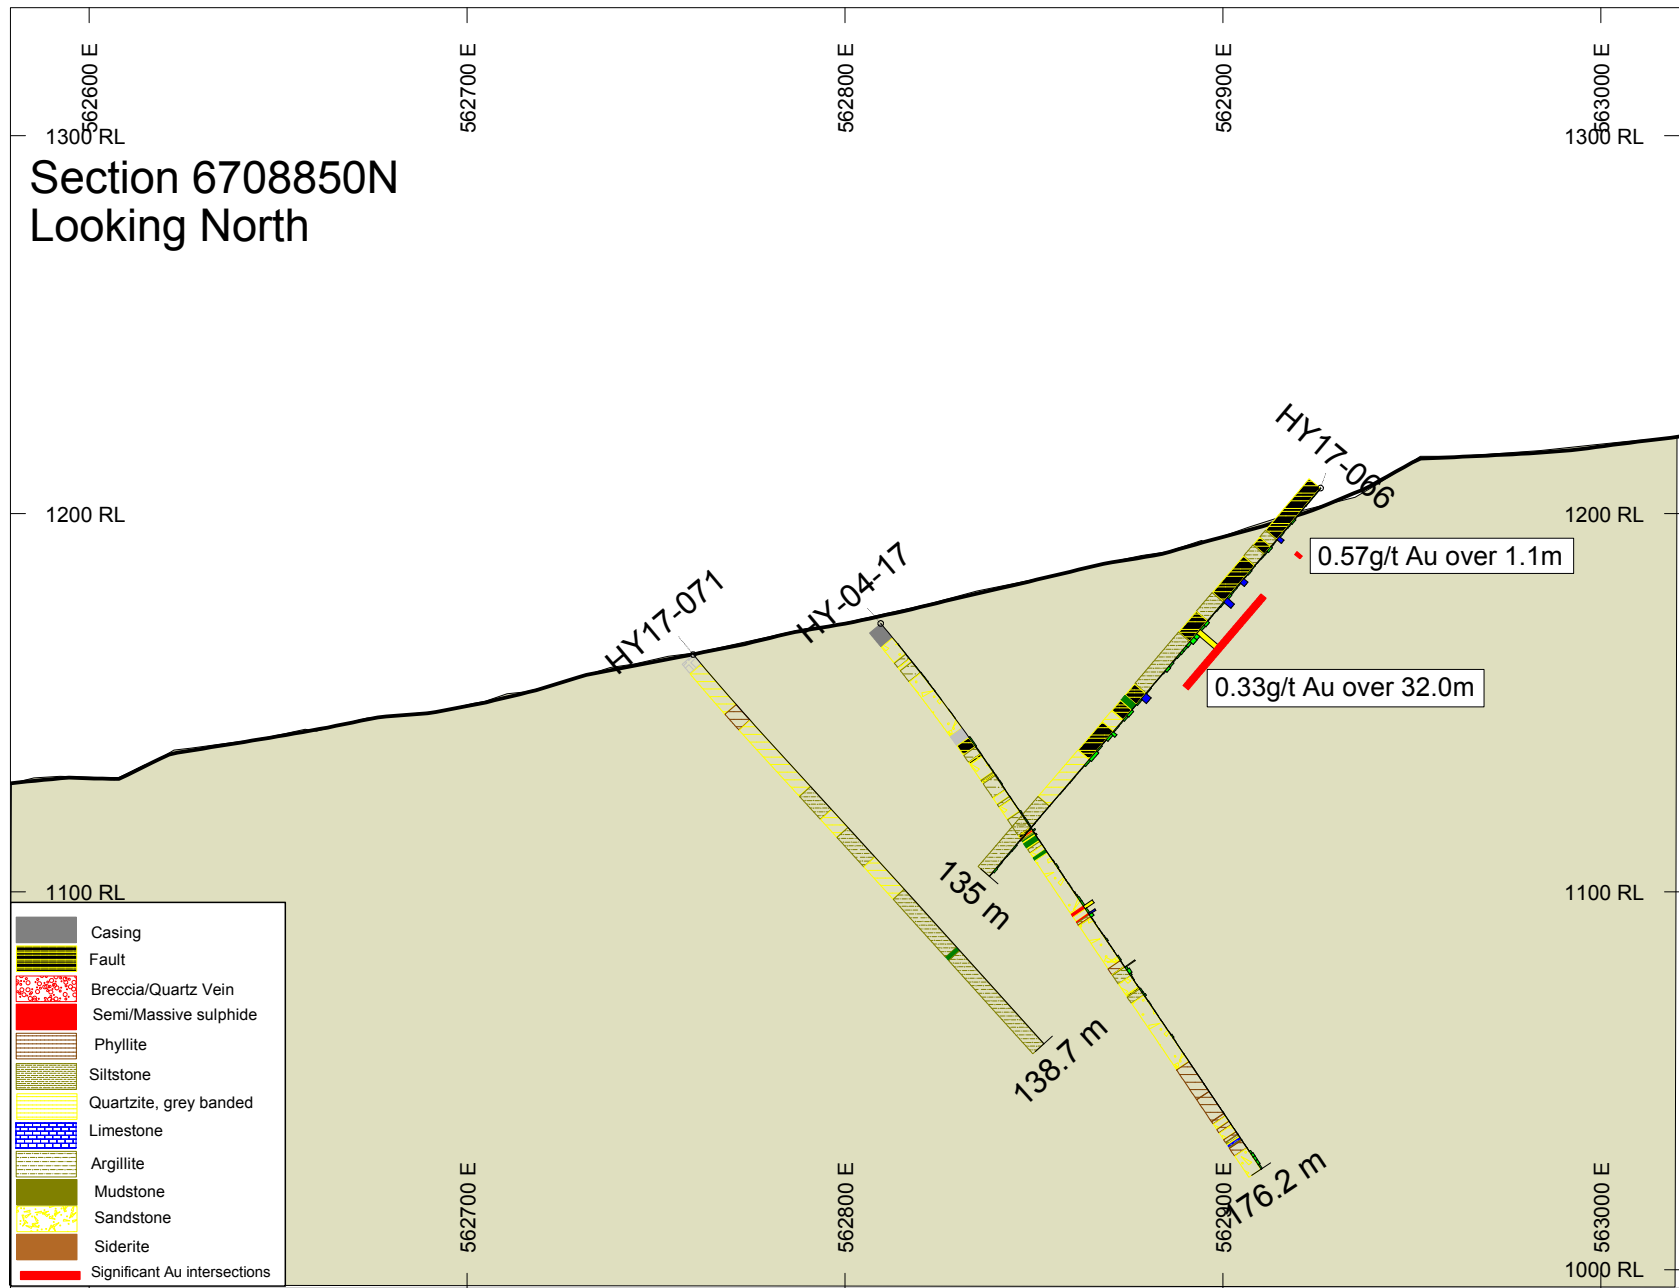 562600 E
562700 E
562800 E
562900 E
563000 E
1300 RL
1300 RL
Section 6708850N
Looking North
HY17-066
1200 RL
1200 RL
0.57g/t Au over 1.1m
HY-04-17
HY17-071
0.33g/t Au over 32.0m
135 m
1100 RL
1100 RL
138.7 m
176.2 m
Casing
Fault
Breccia/Quartz Vein
Semi/Massive sulphide
Phyllite
Siltstone
Quartzite, grey banded
Limestone
Argillite
Mudstone
Sandstone
Siderite
Significant Au intersections
562700 E
562800 E
562900 E
563000 E
1000 RL